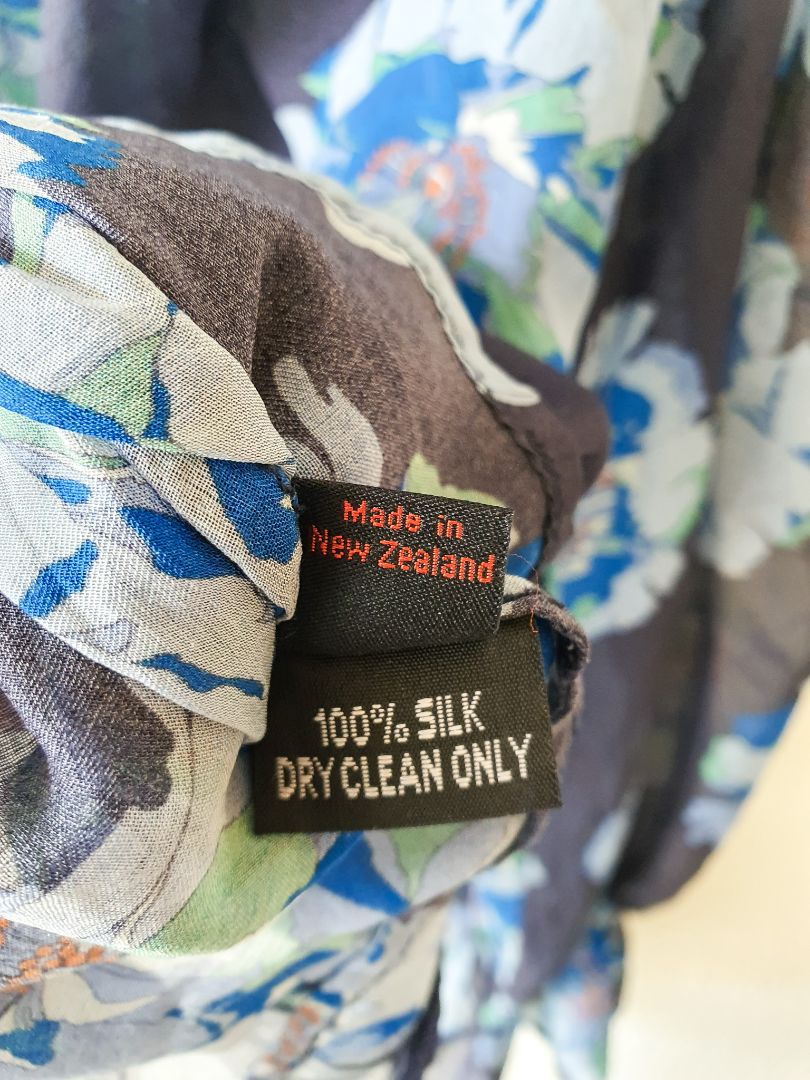 Made in
New Zealand
100% SILK
DRY CLEAN ONLY